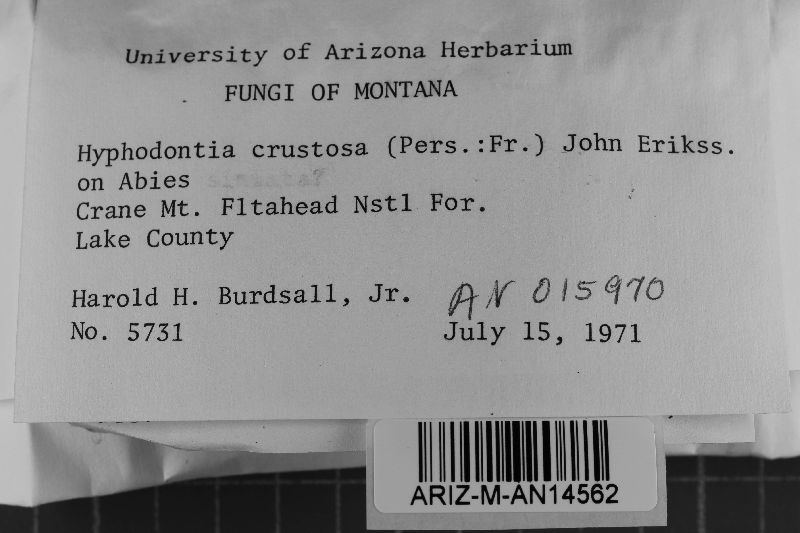 University of Arizona Herbarium
FUNGI OF MONTANA
Hyphodontia crustosa (Pers.:Fr.) John Erikss.
on Abies
Crane Mt. Fltahead Nstl For.
Lake County
Harold H. Burdsall, Jr. AN 015970
No. 5731 July 15, 1971
ARIZ-M-AN14562